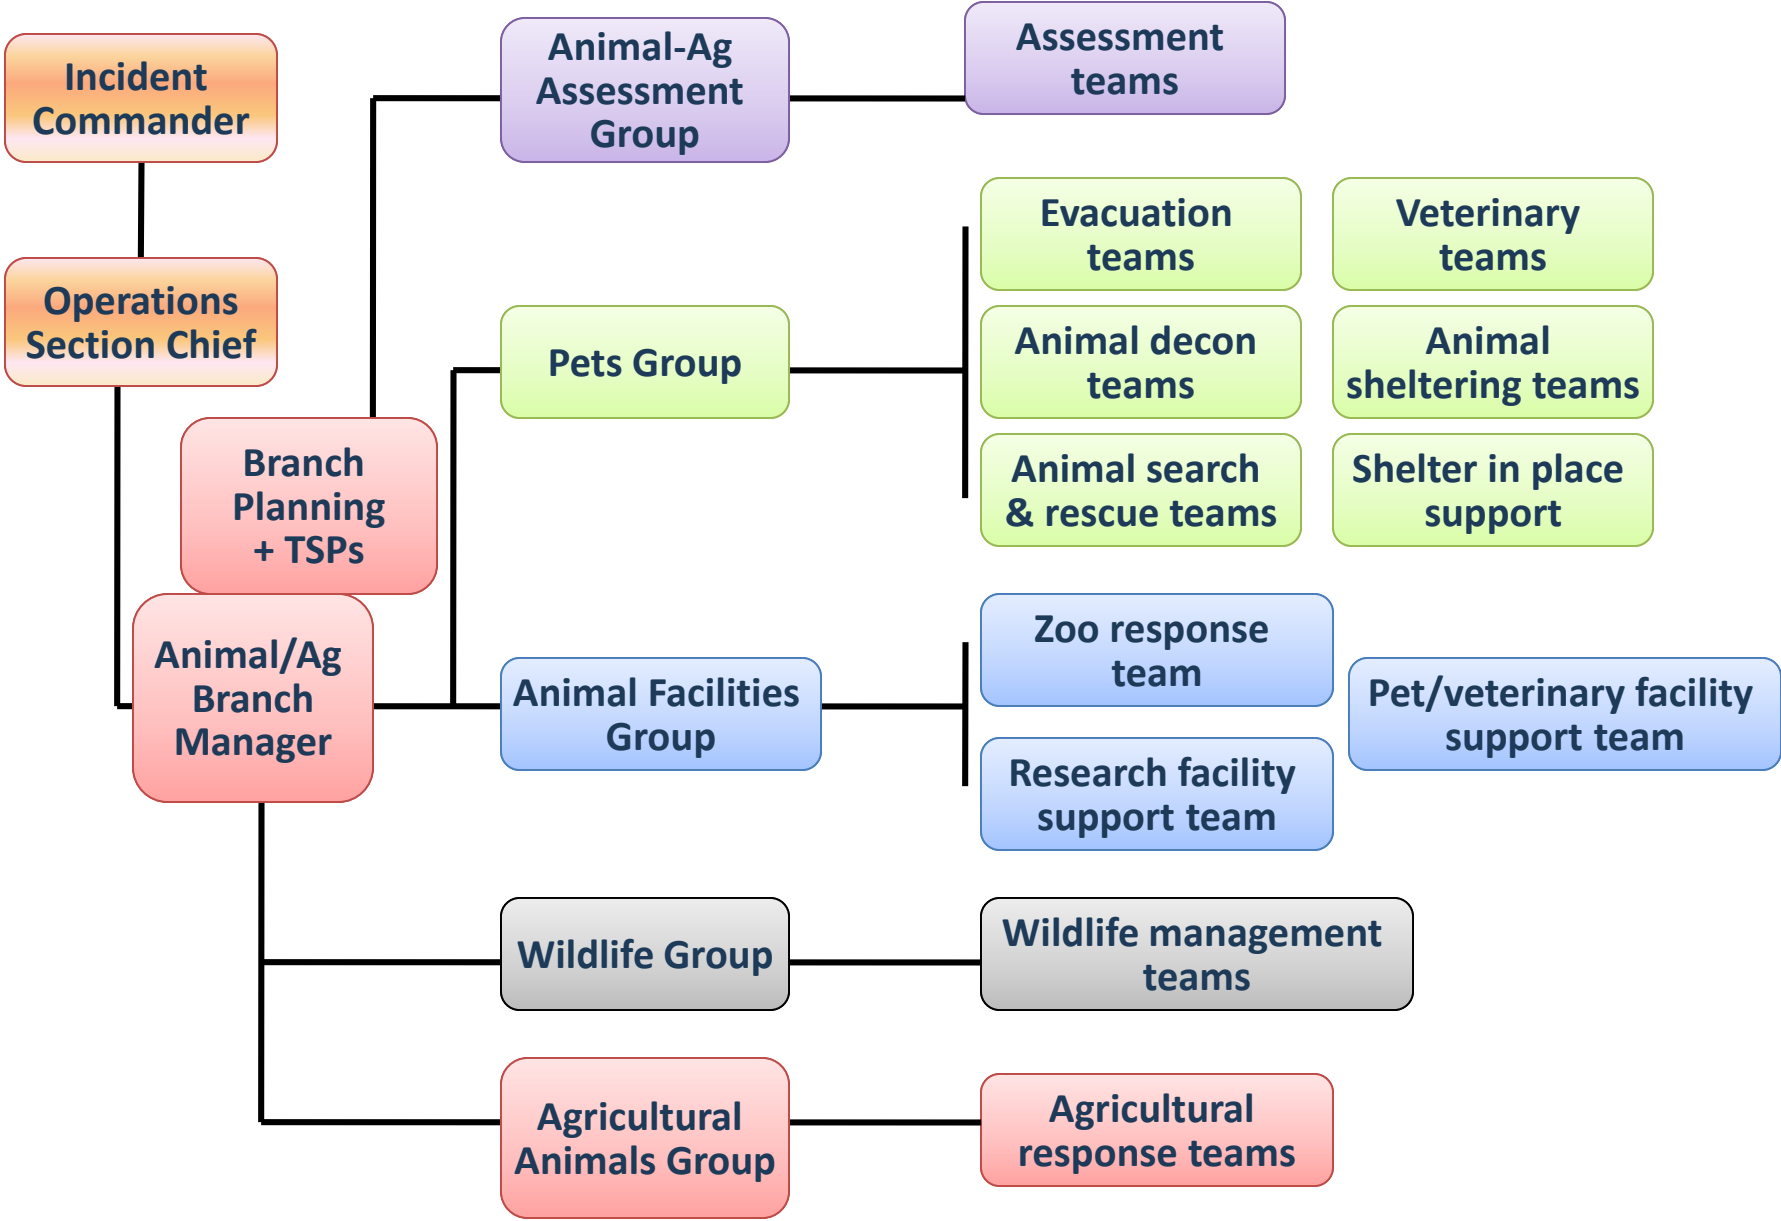 Incident
Commander
Operations
Section Chief
Branch
Planning
+ TSPs
Animal/Ag
Branch
Manager
Animal-Ag
Assessment
Group
Assessment
teams
Pets Group
Evacuation
teams
Veterinary
teams
Animal decon
teams
Animal
sheltering teams
Animal search
& rescue teams
Shelter in place
support
Animal Facilities
Group
Zoo response
team
Research facility
support team
Pet/veterinary facility
support team
Wildlife Group
Wildlife management
teams
Agricultural
Animals Group
Agricultural
response teams